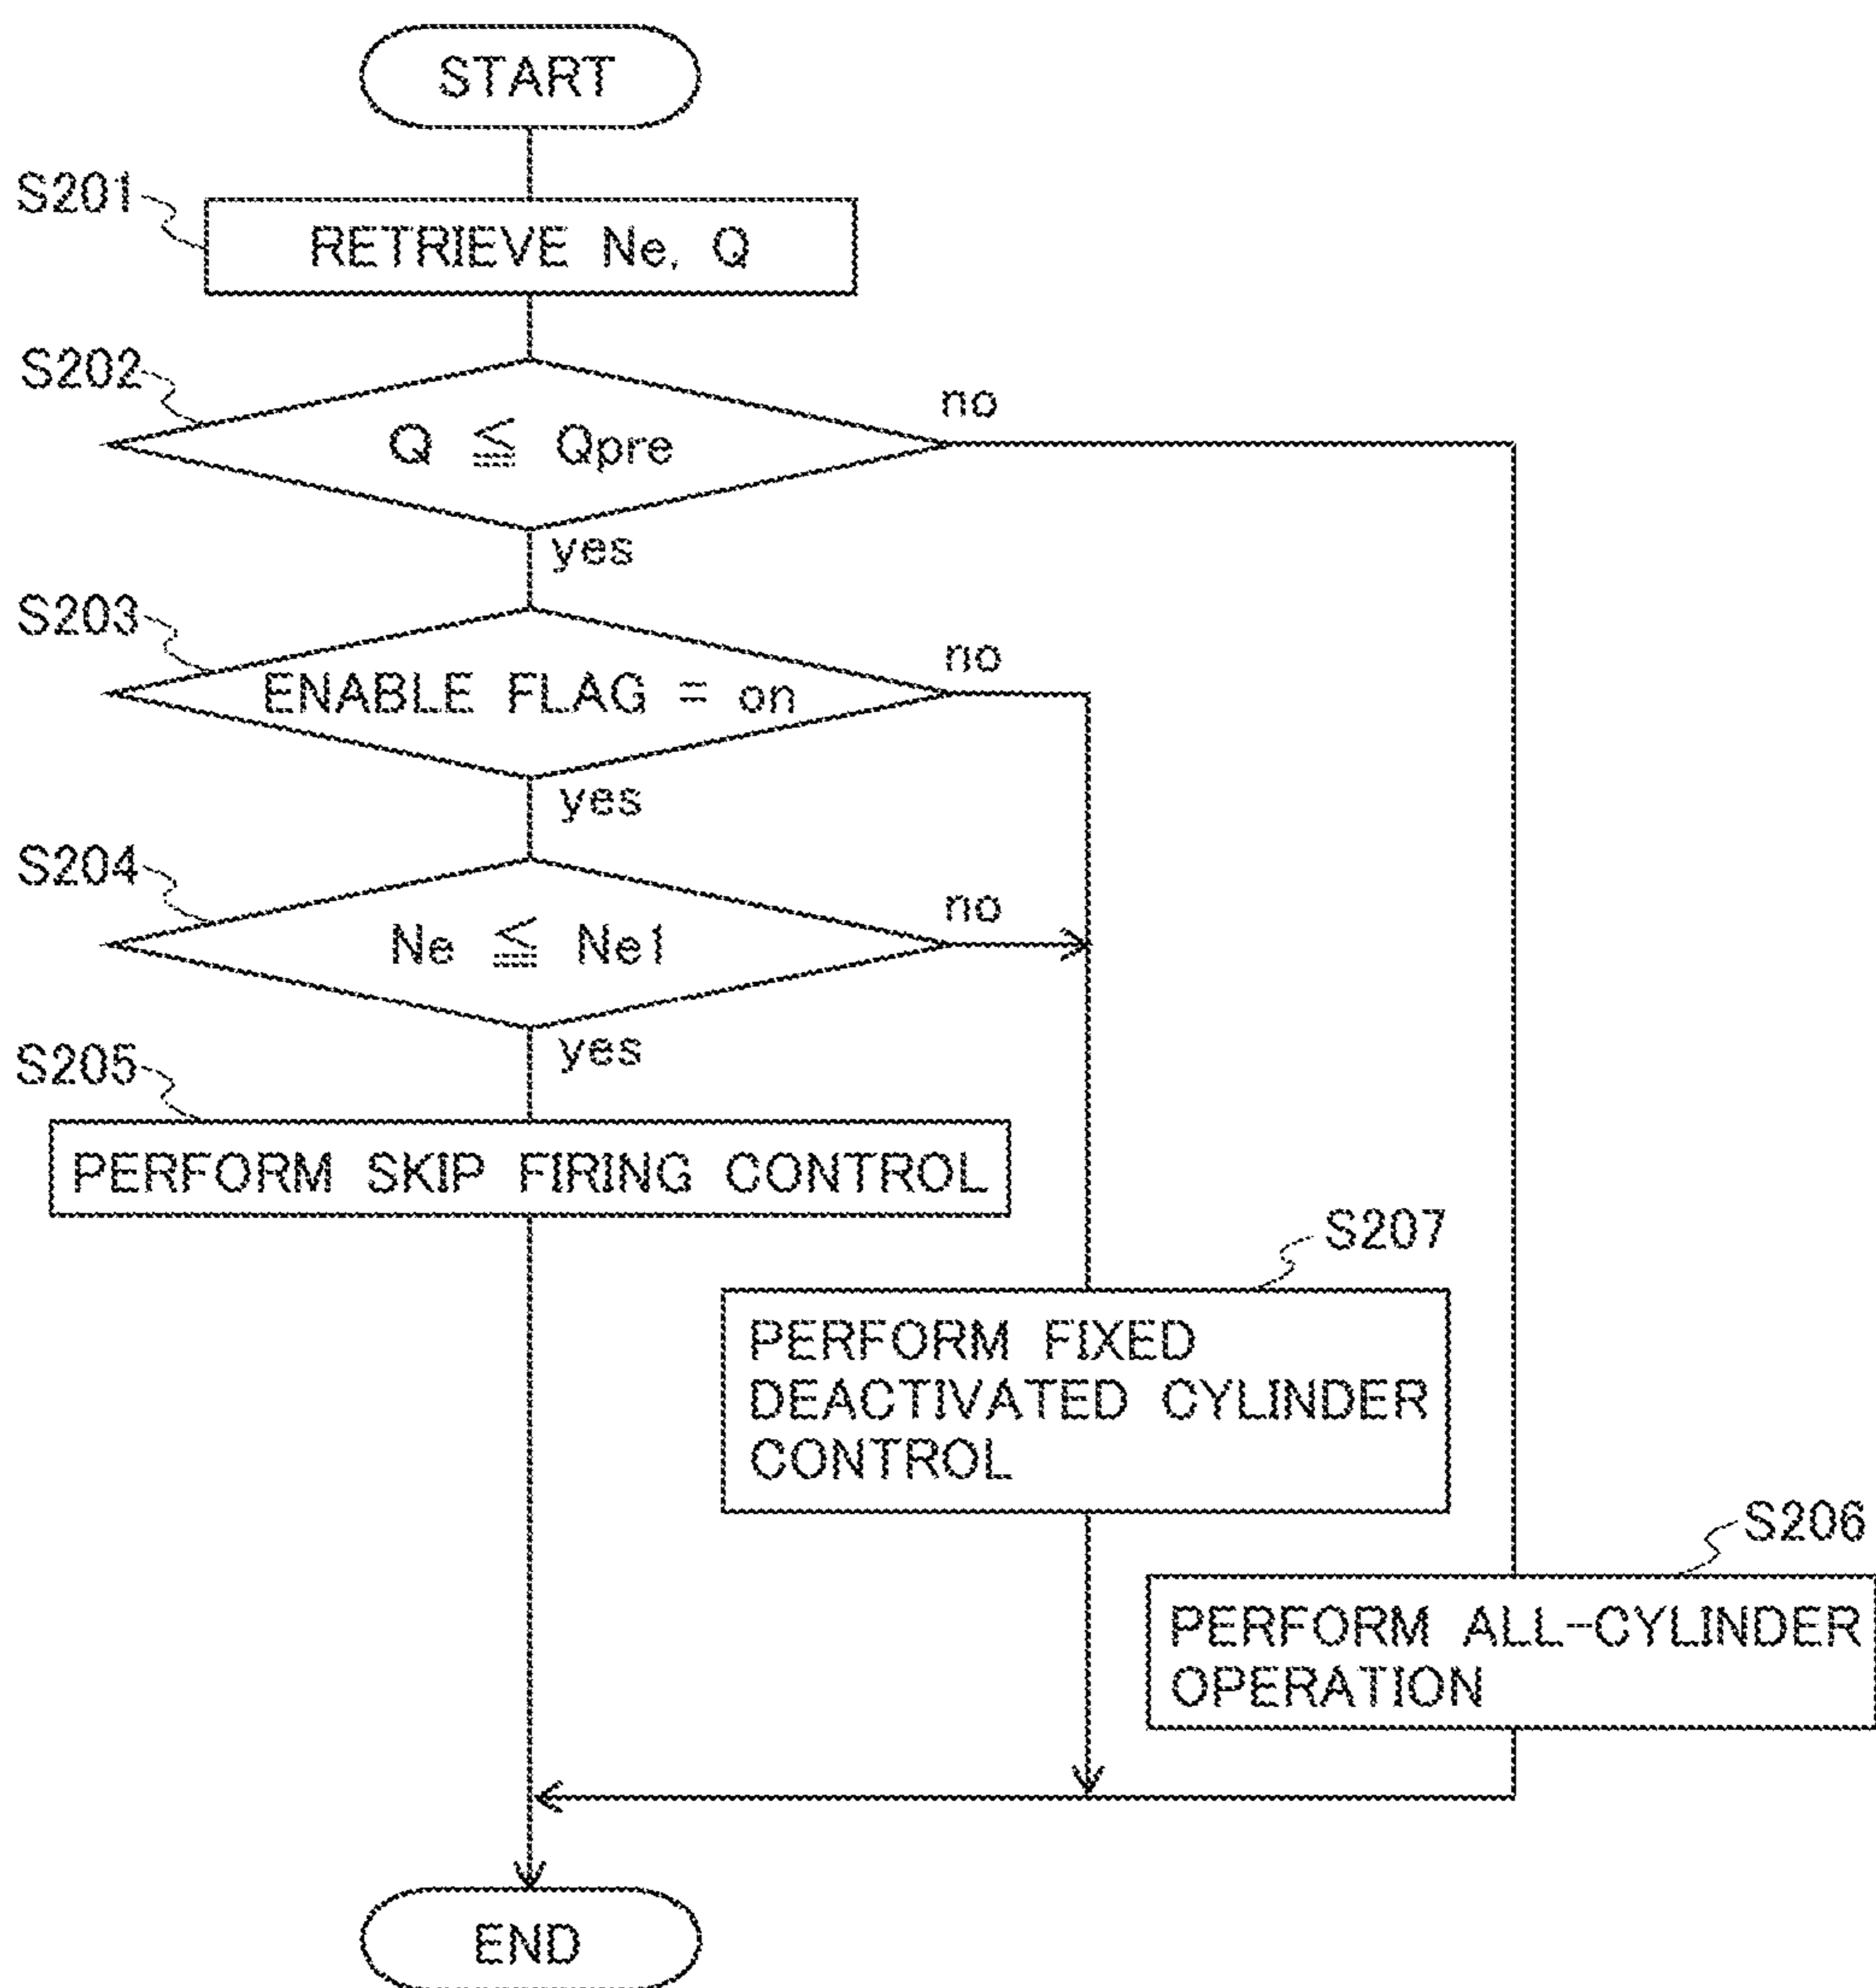 START
S201
RETRIEVE Ne, Q
S202
Q ≦ Qpre
no
yes
S203
ENABLE FLAG = on
no
yes
S204
Ne ≦ Ne1
no
yes
S205
PERFORM SKIP FIRING CONTROL
S207
PERFORM FIXED
DEACTIVATED CYLINDER
CONTROL
S206
PERFORM ALL-CYLINDER
OPERATION
END